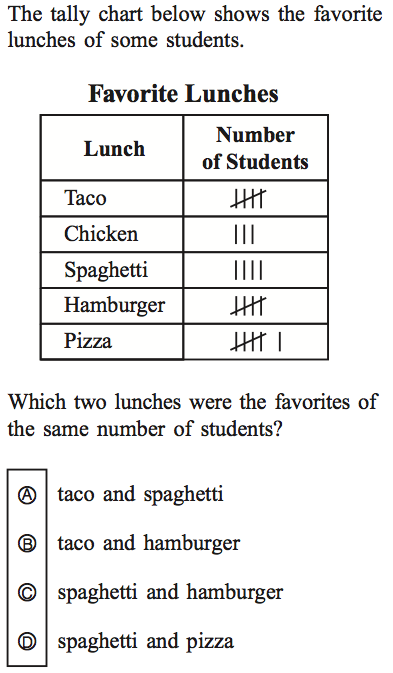 The tally chart below shows the favorite
lunches of some students.
Favorite Lunches
Lunch
Number
of Students
Taco
Chicken
Spaghetti
Hamburger
Pizza
Which two lunches were the favorites of
the same number of students?
A taco and spaghetti
B taco and hamburger
C spaghetti and hamburger
D spaghetti and pizza